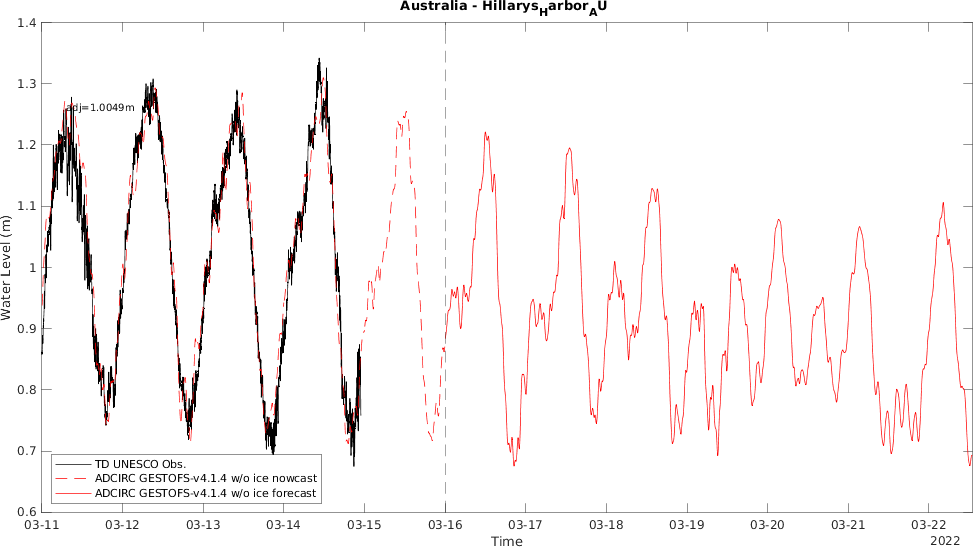 Australia - HillarysHarborAU
1.4
1.3
adj=1.0049m
1.2
1.1
1
Water Level (m)
0.9
0.8
0.7
0.6
TD UNESCO Obs.
ADCIRC GESTOFS-v4.1.4 w/o ice nowcast
ADCIRC GESTOFS-v4.1.4 w/o ice forecast
03-11 03-12 03-13 03-14 03-15 03-16 03-17 03-18 03-19 03-20 03-21 03-22
Time
2022